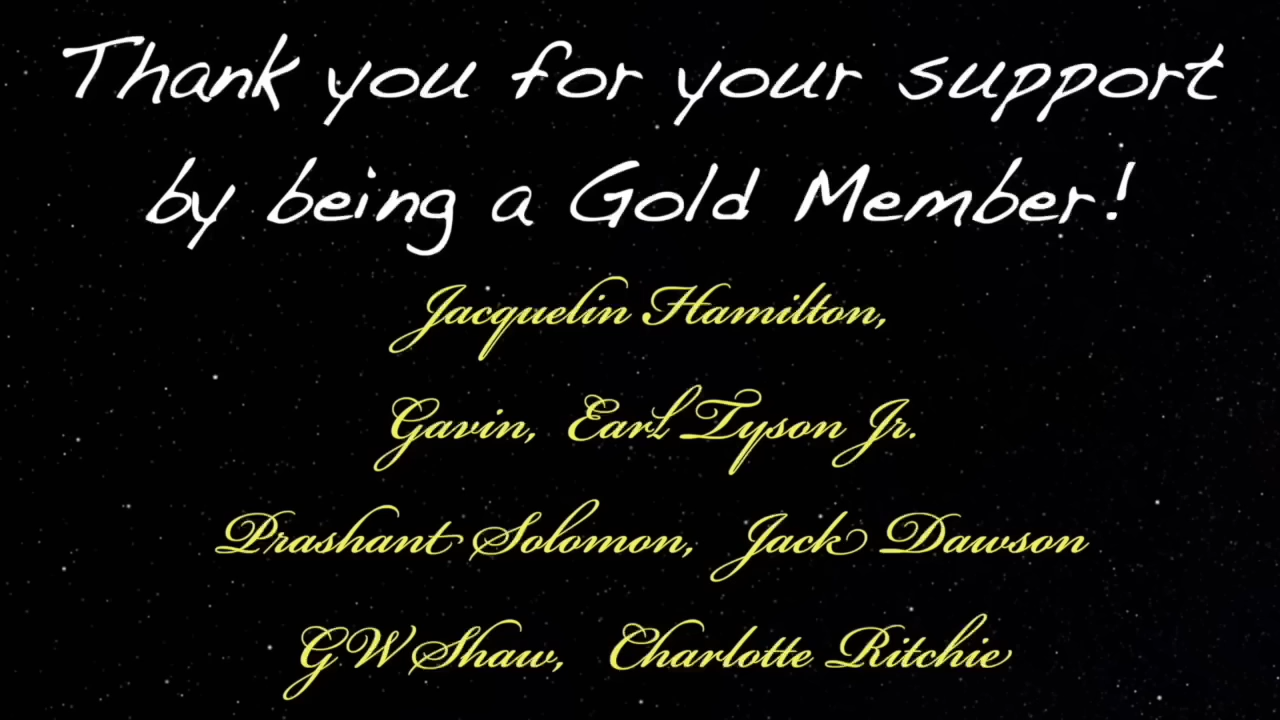 Thank you for your support
by being a Gold Member!
Jacquelin Hamilton,
Gavin, Earl Tyson Jr.
Prashant Solomon, Jack Dawson
GW Shaw, Charlotte Ritchie